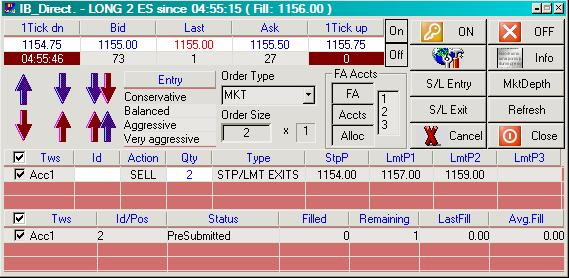 IB_Direct. - LONG 2 ES since 04:55:15 ( Fill: 1156.00 )
1Tick dn Bid Last Ask 1Tick up
1154.75 1155.00 1155.00 1155.50 1155.75
04:55:46 73 1 27 0
On
Off
ON
OFF
Info
S/L Entry
MktDepth
S/L Exit
Refresh
Cancel
Close
Entry
Conservative
Balanced
Aggressive
Very aggressive
Order Type
MKT
Order Size
2 x 1
FA Accts
FA
Accts
Alloc
1
2
3
Tws Id Action Qty Type StpP LmtP1 LmtP2 LmtP3
Acc1 SELL 2 STP/LMT EXITS 1154.00 1157.00 1159.00
Tws Id/Pos Status Filled Remaining LastFill Avg.Fill
Acc1 2 PreSubmitted 0 1 0.00 0.00